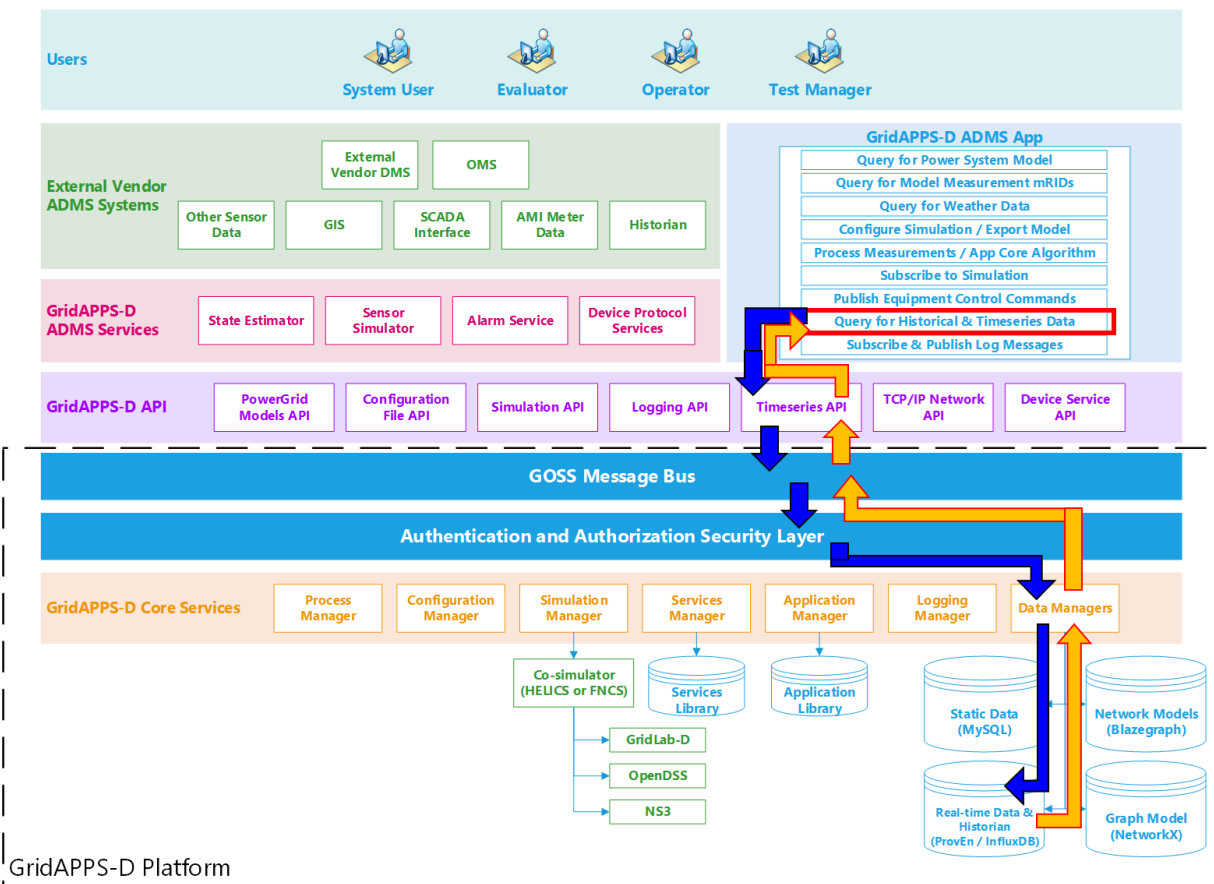 Users
System User
Evaluator
Operator
Test Manager
External Vendor
ADMS Systems
External
Vendor DMS
OMS
Other Sensor
Data
GIS
SCADA
Interface
AMI Meter
Data
Historian
GridAPPS-D ADMS App
Query for Power System Model
Query for Model Measurement mRIDs
Query for Weather Data
Configure Simulation / Export Model
Process Measurements / App Core Algorithm
Subscribe to Simulation
Publish Equipment Control Commands
Query for Historical & Timeseries Data
Subscribe & Publish Log Messages
GridAPPS-D
ADMS Services
State Estimator
Sensor
Simulator
Alarm Service
Device Protocol
Services
GridAPPS-D API
PowerGrid
Models API
Configuration
File API
Simulation API
Logging API
Timeseries API
TCP/IP Network
API
Device Service
API
GOSS Message Bus
Authentication and Authorization Security Layer
GridAPPS-D Core Services
Process
Manager
Configuration
Manager
Simulation
Manager
Services
Manager
Application
Manager
Logging
Manager
Data Managers
Co-simulator
(HELICS or FNCS)
Services
Library
Application
Library
GridLab-D
OpenDSS
NS3
Static Data
(MySQL)
Network Models
(Blazegraph)
Real-time Data &
Historian
(ProvEn / InfluxDB)
Graph Model
(NetworkX)
GridAPPS-D Platform